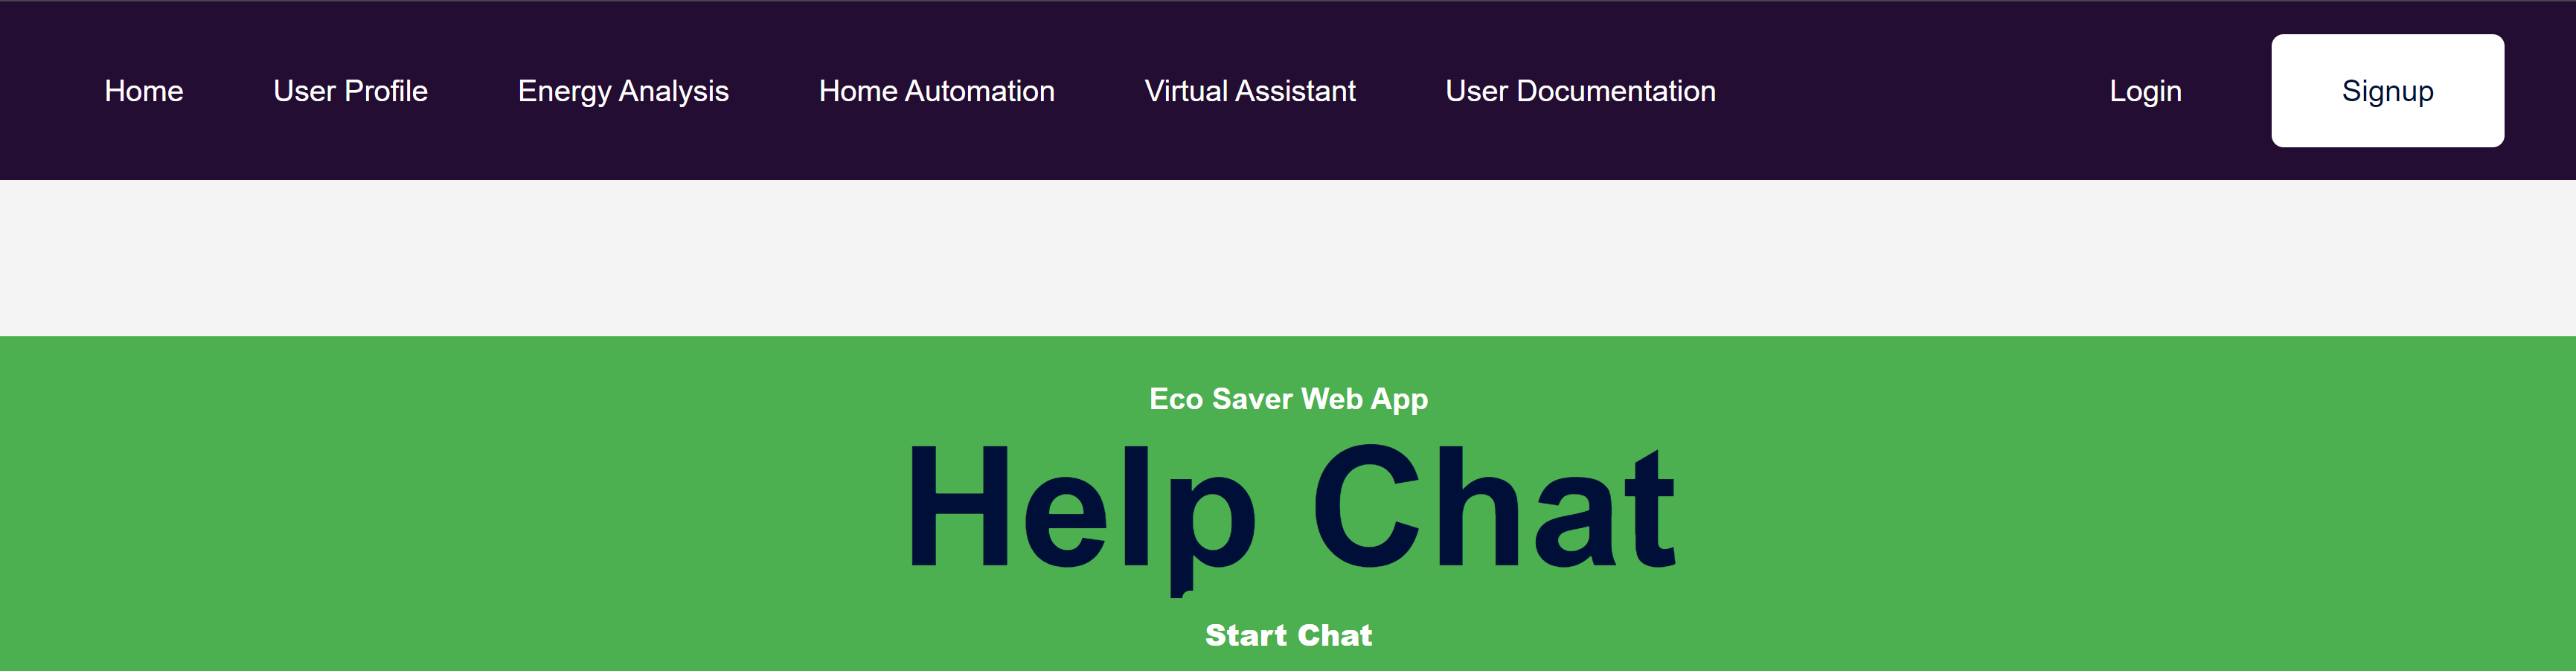 Home User Profile Energy Analysis Home Automation Virtual Assistant User Documentation Login Signup
Eco Saver Web App
Help Chat
Start Chat